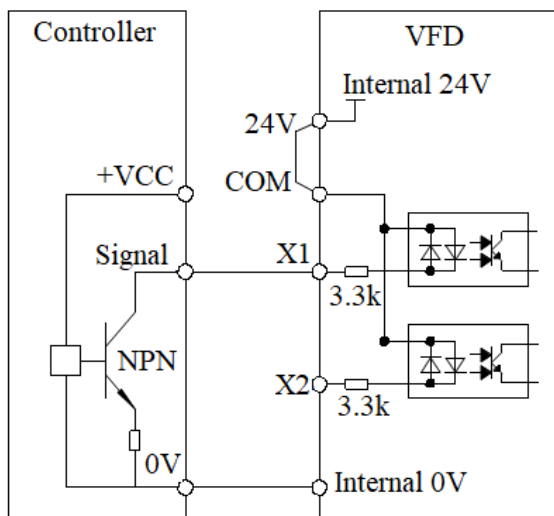 Controller
VFD
Internal 24V
24V
+VCC
COM
Signal
X1
3.3k
NPN
X2
3.3k
0V
Internal 0V